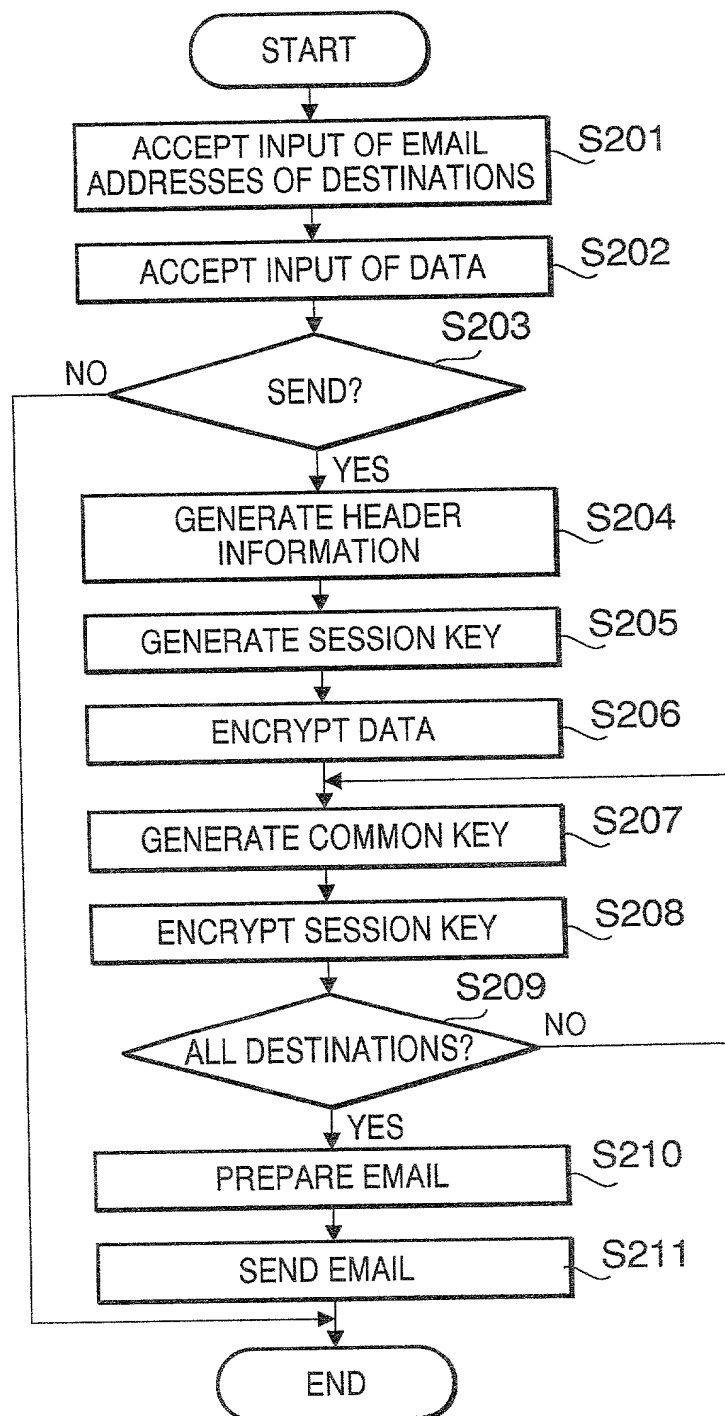 START
ACCEPT INPUT OF EMAIL
ADDRESSES OF DESTINATIONS
S201
ACCEPT INPUT OF DATA
S202
S203
NO
SEND?
YES
GENERATE HEADER
INFORMATION
S204
GENERATE SESSION KEY
S205
ENCRYPT DATA
S206
GENERATE COMMON KEY
S207
ENCRYPT SESSION KEY
S208
S209
ALL DESTINATIONS?
NO
YES
PREPARE EMAIL
S210
SEND EMAIL
S211
END